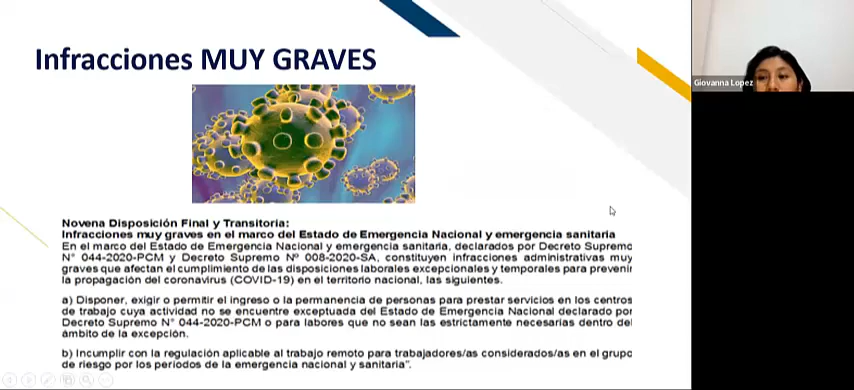 Infracciones MUY GRAVES
Giovanna Lopez
Novena Disposición Final y Transitoria:
Infracciones muy graves en el marco del Estado de Emergencia Nacional y emergencia sanitaria
En el marco del Estado de Emergencia Nacional y emergencia sanitaria, declarados por Decreto Supremo
N° 044-2020-PCM y Decreto Supremo Nº 008-2020-SA, constituyen infracciones administrativas muy
graves que afectan el cumplimiento de las disposiciones laborales excepcionales y temporales para prevenir
la propagación del coronavirus (COVID-19) en el territorio nacional, las siguientes.
a) Disponer, exigir o permitir el ingreso o la permanencia de personas para prestar servicios en los centros
de trabajo cuya actividad no se encuentre exceptuada del Estado de Emergencia Nacional declarado por
Decreto Supremo N° 044-2020-PCM o para labores que no sean las estrictamente necesarias dentro del
ámbito de la excepción.
b) Incumplir con la regulación aplicable al trabajo remoto para trabajadores/as considerados/as en el grupo
de riesgo por los periodos de la emergencia nacional y sanitaria".